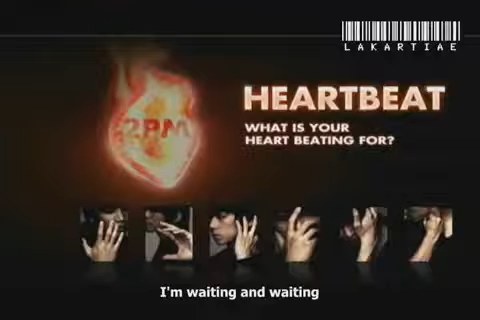 LAKARTIAE
2PM
HEARTBEAT
WHAT IS YOUR
HEART BEATING FOR?
I'm waiting and waiting